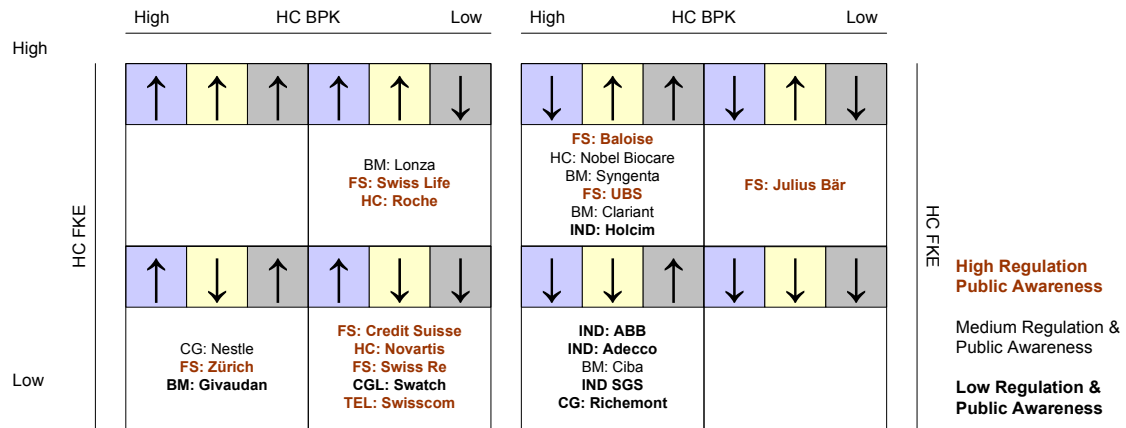 High HC BPK Low High HC BPK Low
High
HC FKE
BM: Lonza
FS: Swiss Life
HC: Roche
FS: Baloise
HC: Nobel Biocare
BM: Syngenta
FS: UBS
BM: Clariant
IND: Holcim
FS: Julius Bär
HC FKE
CG: Nestle
FS: Zürich
BM: Givaudan
FS: Credit Suisse
HC: Novartis
FS: Swiss Re
CGL: Swatch
TEL: Swisscom
IND: ABB
IND: Adecco
BM: Ciba
IND SGS
CG: Richemont
Low
High Regulation
Public Awareness
Medium Regulation &
Public Awareness
Low Regulation &
Public Awareness